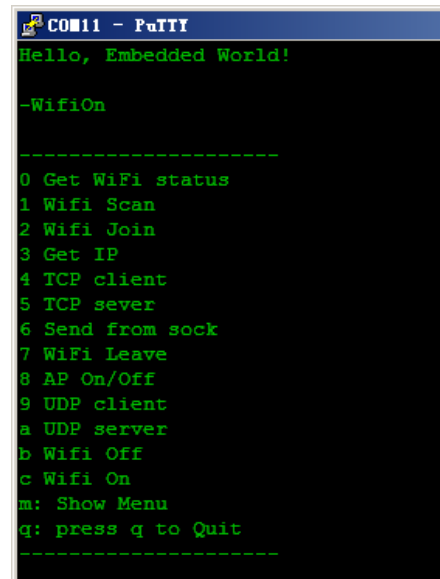 COM11 - PuTTY
Hello, Embedded World!
-WifiOn
---------------------
0 Get WiFi status
1 Wifi Scan
2 Wifi Join
3 Get IP
4 TCP client
5 TCP sever
6 Send from sock
7 WiFi Leave
8 AP On/Off
9 UDP client
a UDP server
b Wifi Off
c Wifi On
m: Show Menu
q: press q to Quit
---------------------